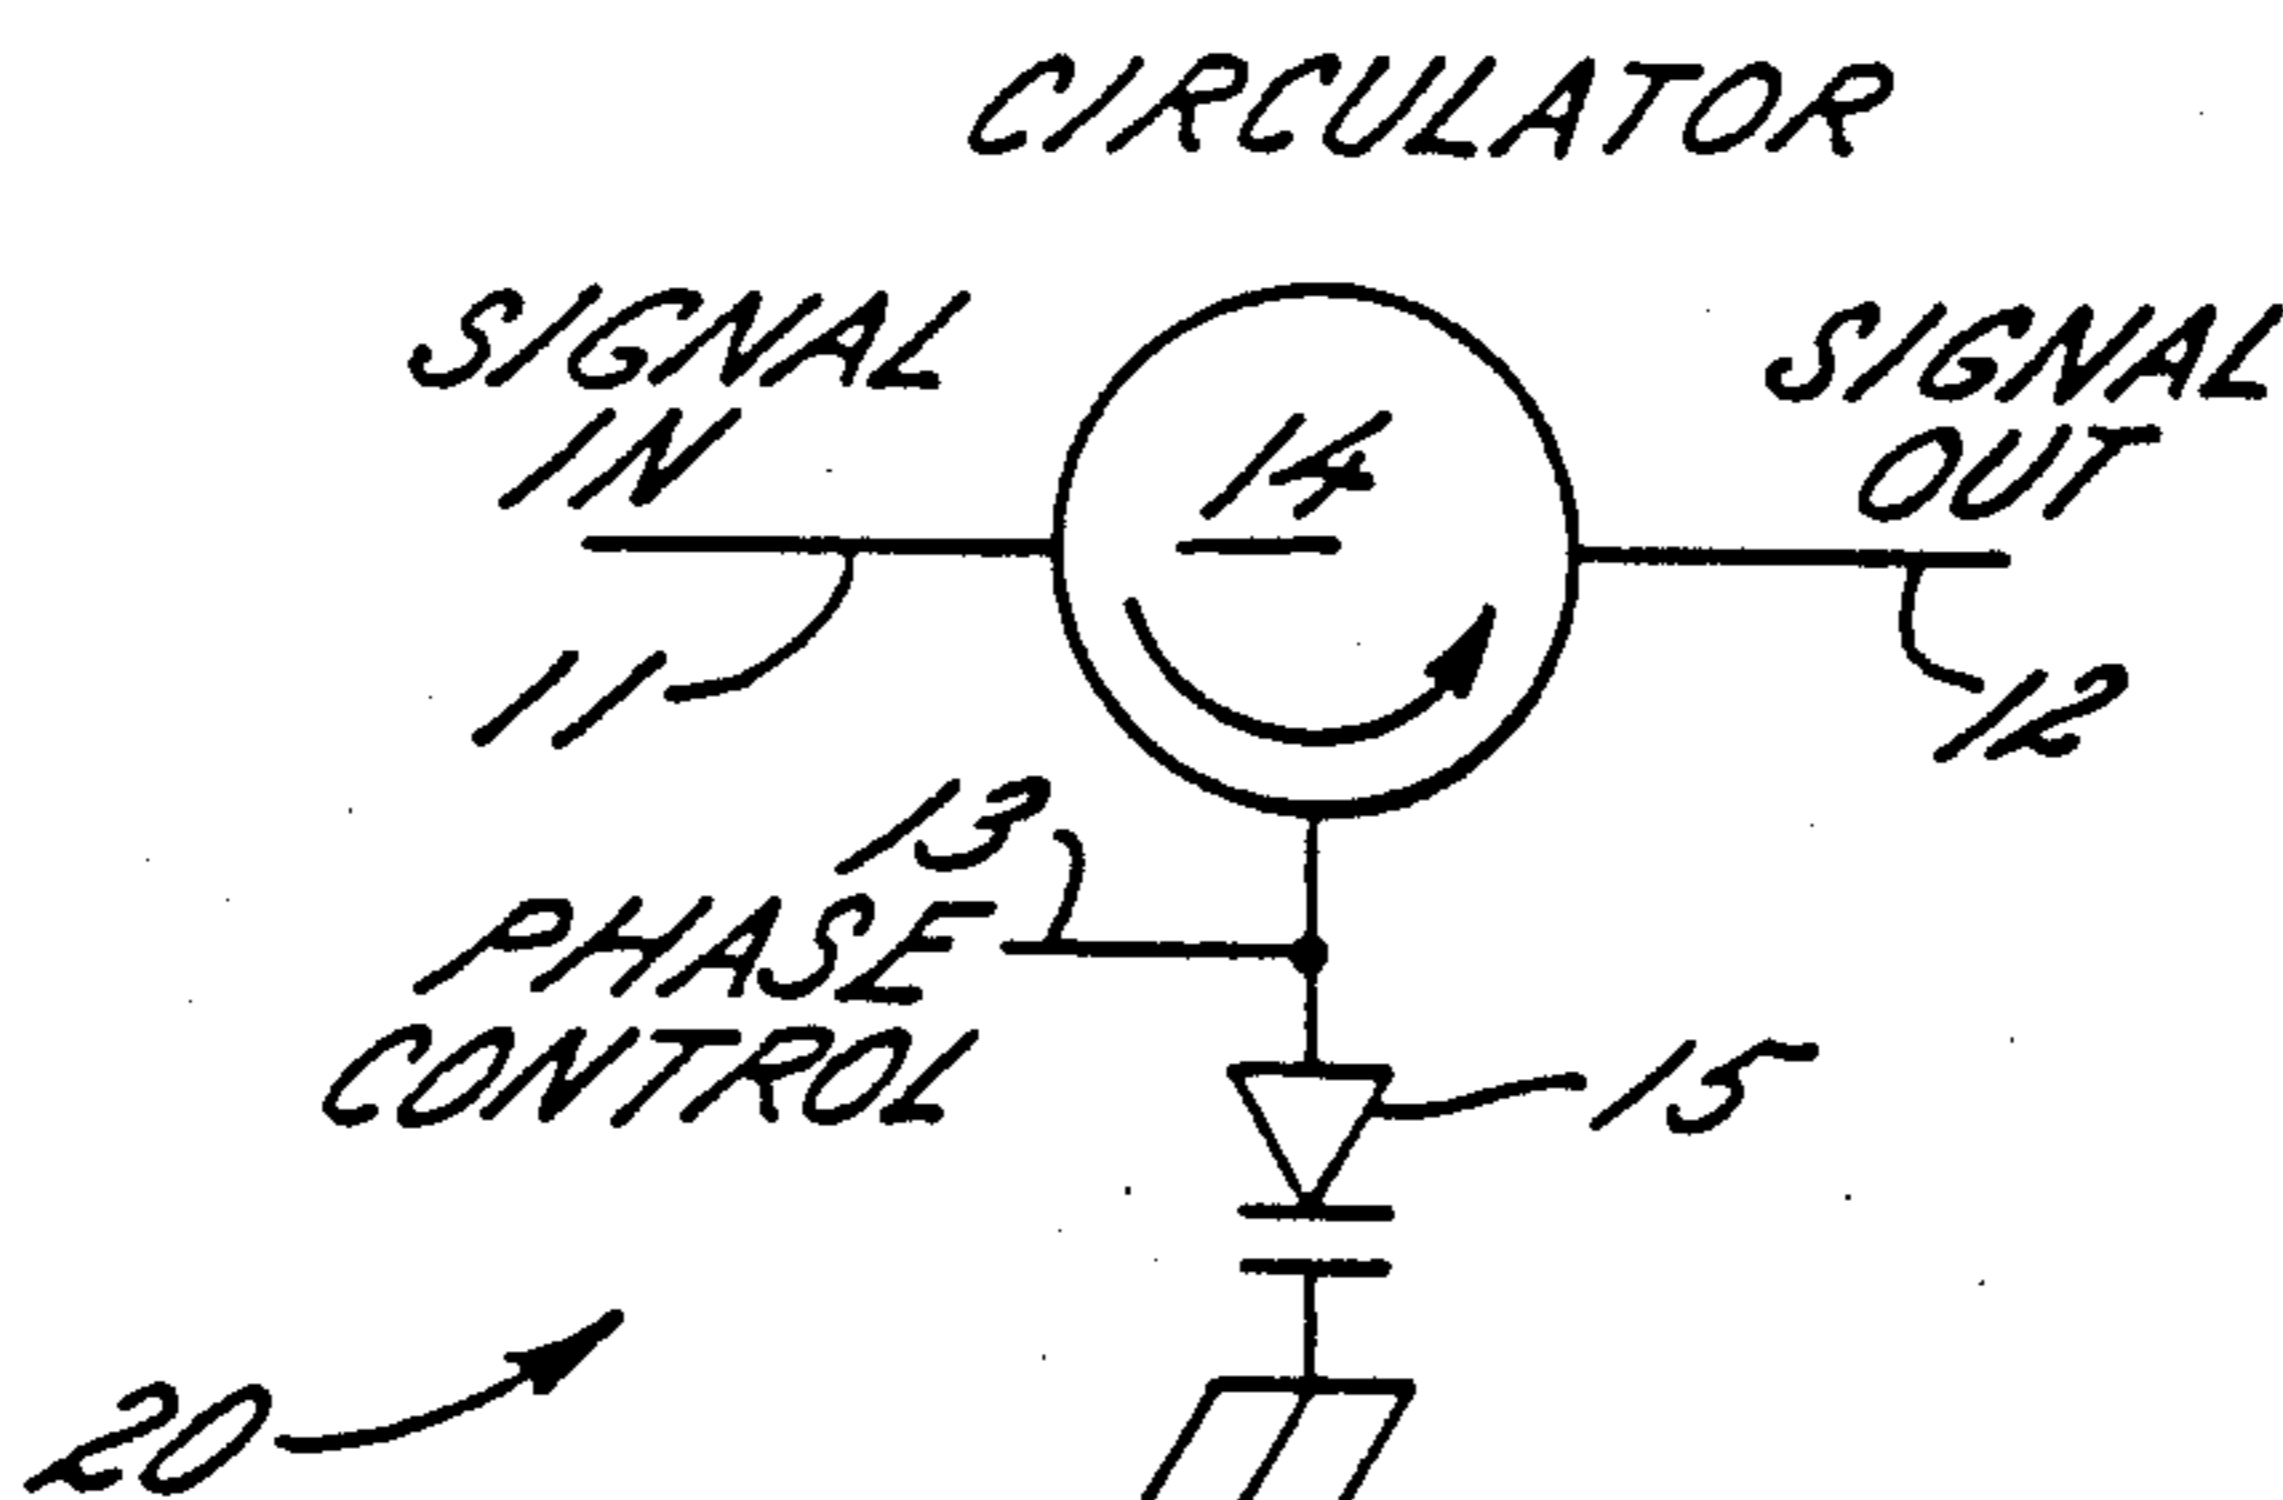 CIRCULATOR
SIGNAL
IN
SIGNAL
OUT
14
11
12
13
PHASE
CONTROL
15
20